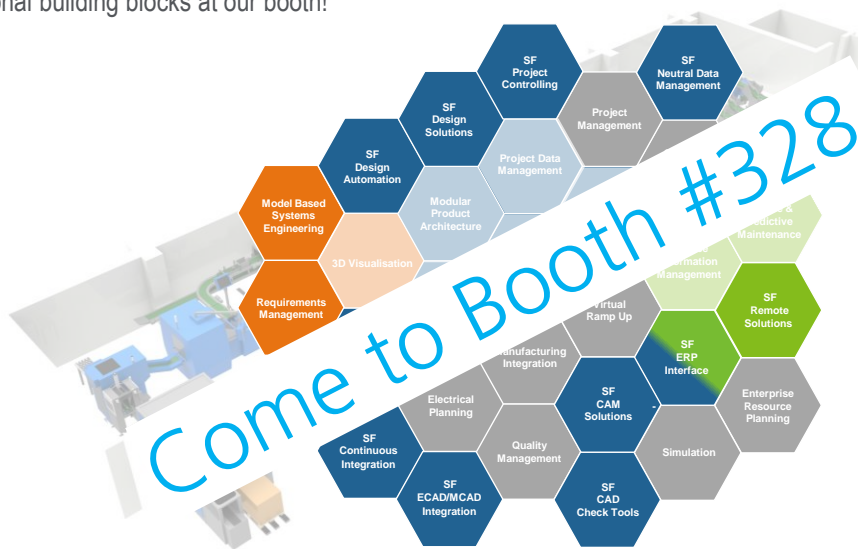 building blocks at our booth!
SF
Project
Controlling
SF
Neutral Data
Management
SF
Design
Solutions
Project
Management
SF
Design
Automation
Project Data
Management
Model Based
Systems
Engineering
Modular
Product
Architecture
3D Visualisation
Come to Booth #328
&
Maintenance
Management
Requirements
Management
Virtual
Ramp Up
SF
Remote
Solutions
SF
ERP
Interface
Integration
Electrical
Planning
SF
CAM
Solutions
-
Enterprise
Resource
Planning
SF
Continuous
Integration
Quality
Management
Simulation
SF
ECAD/MCAD
Integration
SF
CAD
Check Tools